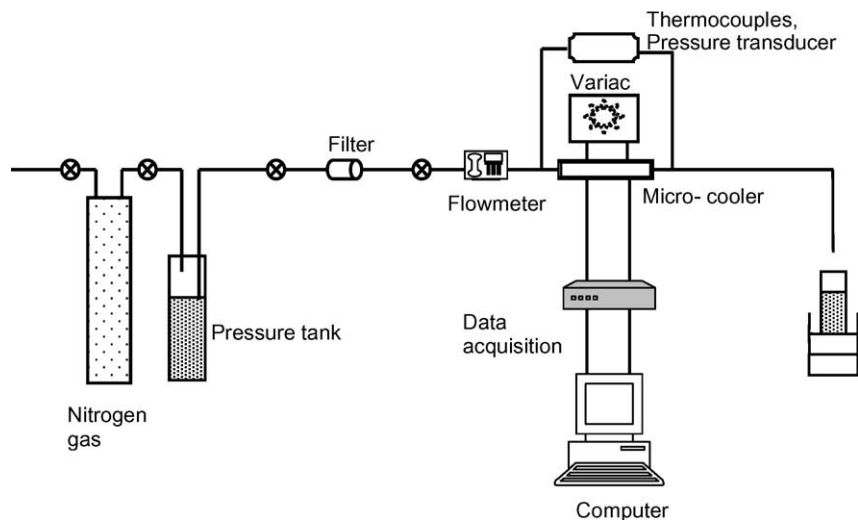 Thermocouples,
Pressure transducer
Variac
Filter
Flowmeter
Micro- cooler
Pressure tank
Data
acquisition
Nitrogen
gas
Computer